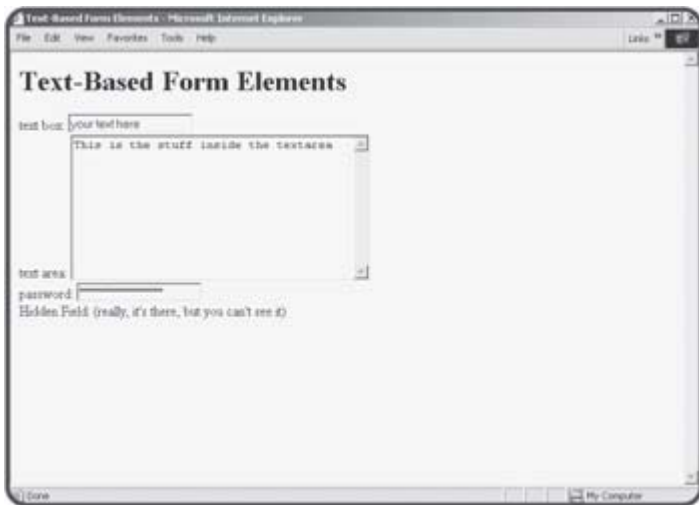 Text-Based Form Elements - Microsoft Internet Explorer
File Edit View Favorites Tools Help
Links »
Text-Based Form Elements
text box: your text here
This is the stuff inside the textarea
text area:
password:
Hidden Field: (really, it's there, but you can't see it)
Done
My Computer